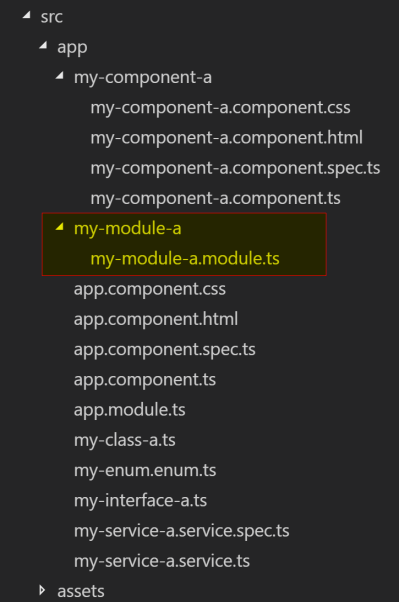 src
app
my-component-a
my-component-a.component.css
my-component-a.component.html
my-component-a.component.spec.ts
my-component-a.component.ts
my-module-a
my-module-a.module.ts
app.component.css
app.component.html
app.component.spec.ts
app.component.ts
app.module.ts
my-class-a.ts
my-enum.enum.ts
my-interface-a.ts
my-service-a.service.spec.ts
my-service-a.service.ts
assets